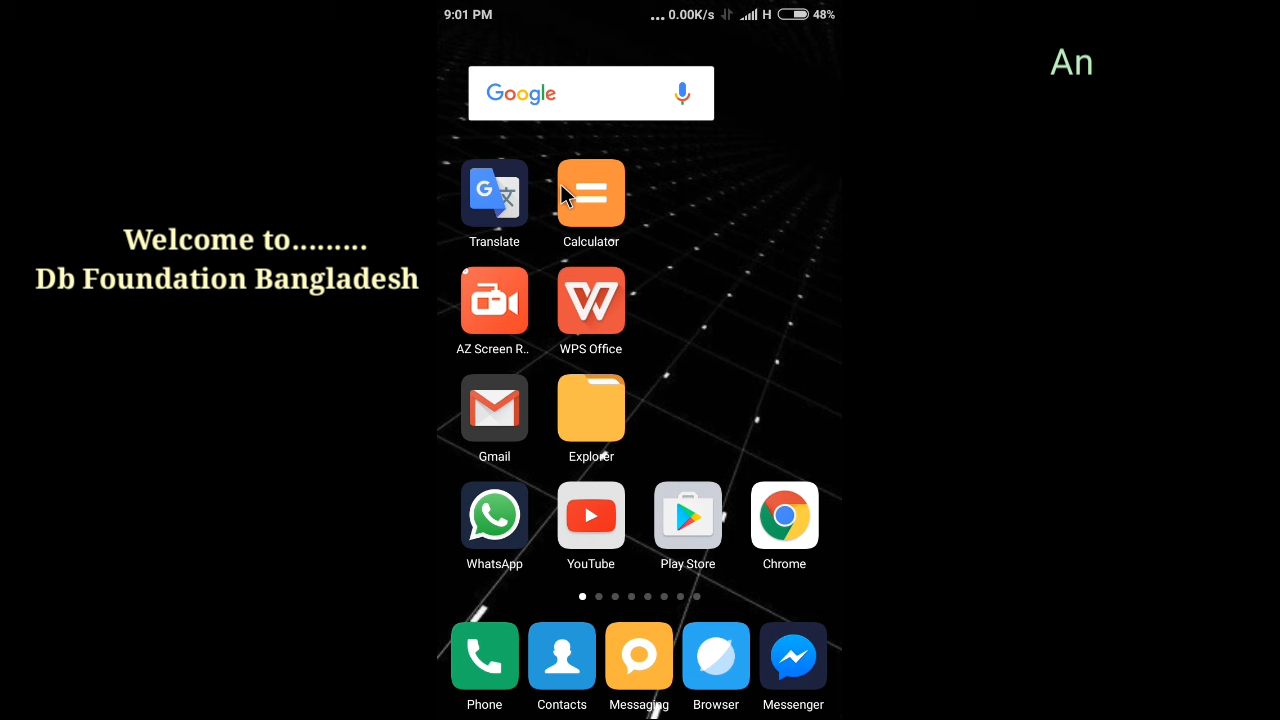 9:01 PM
... 0.00K/s H 48%
An
Google
Translate
Calculator
Welcome to.........
Db Foundation Bangladesh
AZ Screen R..
WPS Office
Gmail
Explorer
WhatsApp
YouTube
Play Store
Chrome
Phone
Contacts
Messaging
Browser
Messenger